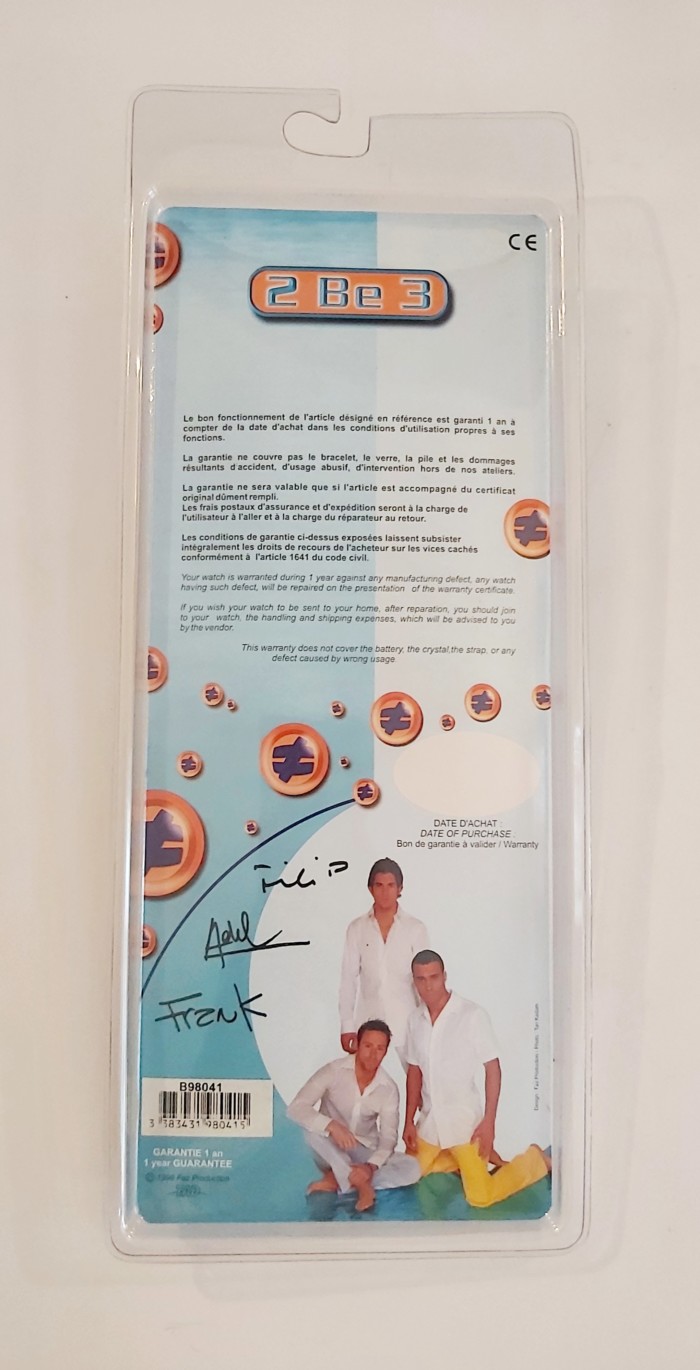 CE
2 Be 3
Le bon fonctionnement de l'article désigné en référence est garanti 1 an à
compter de la date d'achat dans les conditions d'utilisation propres à ses
fonctions.
La garantie ne couvre pas le bracelet, le verre, la pile et les dommages
résultants d'accident, d'usage abusif, d'intervention hors de nos ateliers.
La garantie ne sera valable que si l'article est accompagné du certificat
original dûment rempli.
Les frais postaux d'assurance et d'expédition seront à la charge de
l'utilisateur à l'aller et à la charge du réparateur au retour.
Les conditions de garantie ci-dessus exposées laissent subsister
intégralement les droits de recours de l'acheteur sur les vices cachés
conformément à l'article 1641 du code civil.
Your watch is warranted during 1 year against any manufacturing defect, any watch
having such defect, will be repaired on the presentation of the warranty certificate.
If you wish your watch to be sent to your home, after reparation, you should join
to your watch, the handling and shipping expenses, which will be advised to you
by the vendor.
This warranty does not cover the battery, the crystal,the strap, or any
defect caused by wrong usage
DATE D'ACHAT :
DATE OF PURCHASE :
Bon de garantie à valider / Warranty
Filip
Adel
Frank
B98041
3 383431 980415
GARANTIE 1 an
1 year GUARANTEE
© 1998 Faz Production
Design : Faz Production - Photo :